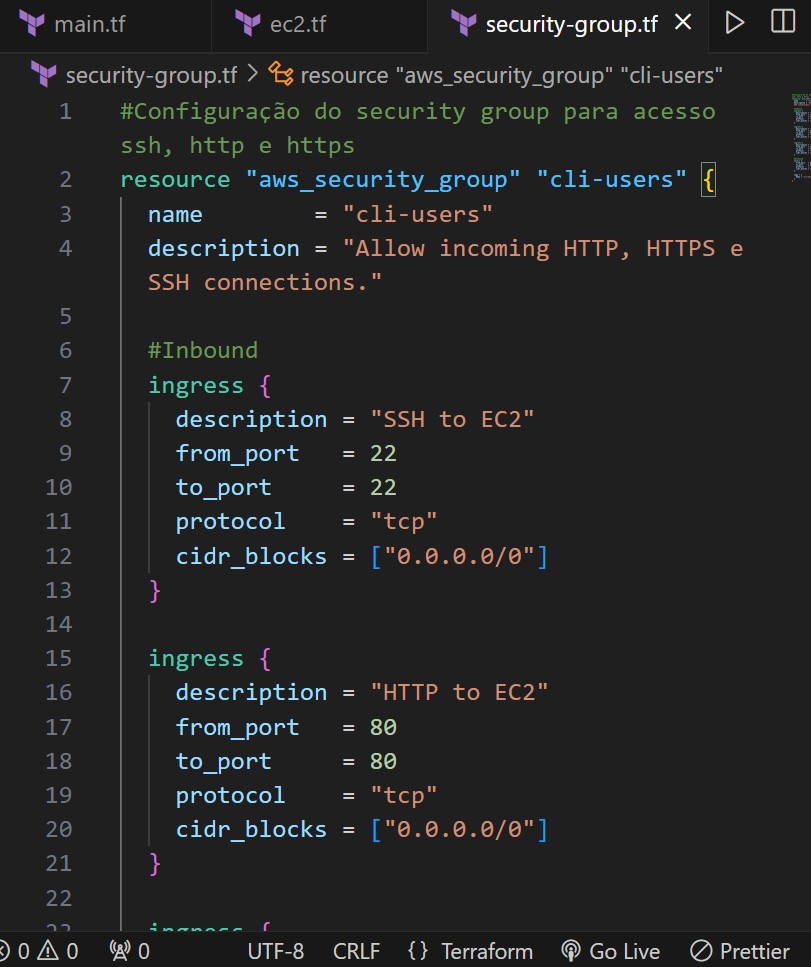 main.tf
ec2.tf
security-group.tf
security-group.tf > resource "aws_security_group" "cli-users"
1 #Configuração do security group para acesso
ssh, http e https
2 resource "aws_security_group" "cli-users" {
3 name = "cli-users"
4 description = "Allow incoming HTTP, HTTPS e
SSH connections."
5
6 #Inbound
7 ingress {
8 description = "SSH to EC2"
9 from_port = 22
10 to_port = 22
11 protocol = "tcp"
12 cidr_blocks = ["0.0.0.0/0"]
13 }
14
15 ingress {
16 description = "HTTP to EC2"
17 from_port = 80
18 to_port = 80
19 protocol = "tcp"
20 cidr_blocks = ["0.0.0.0/0"]
21 }
22
23 ingress {
0 0 0 UTF-8 CRLF {} Terraform Go Live Prettier